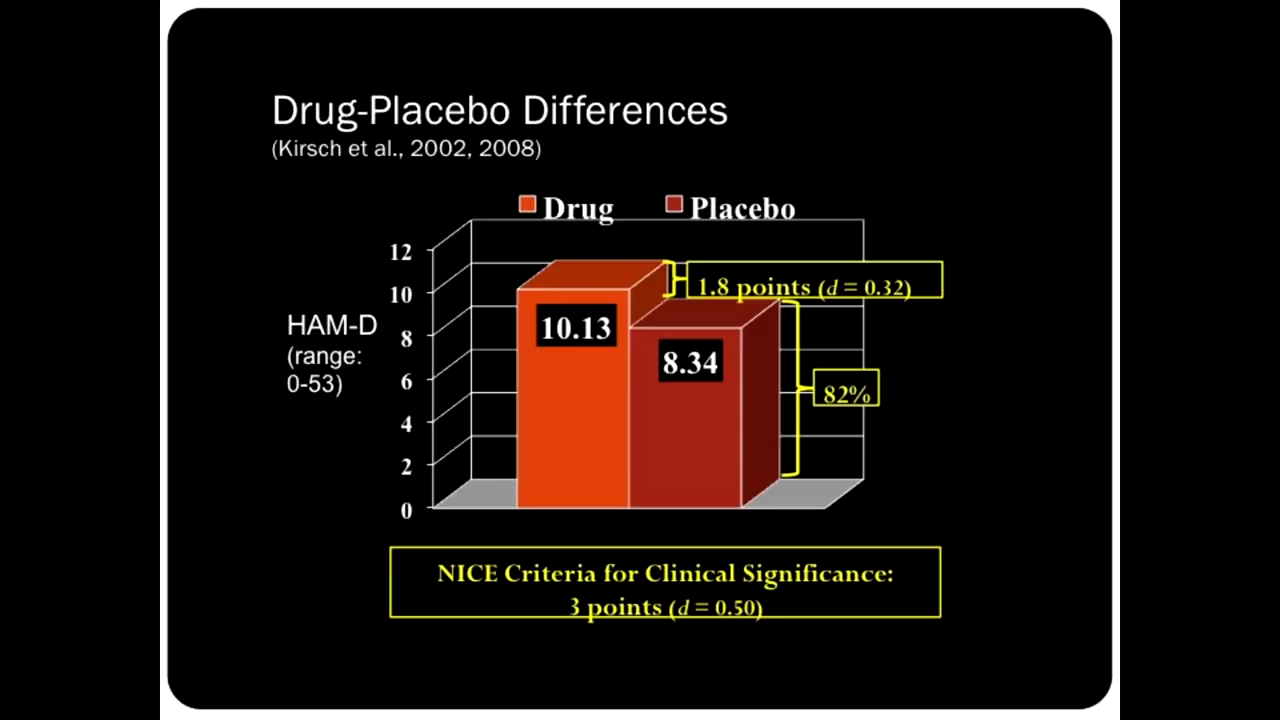 Drug-Placebo Differences
(Kirsch et al., 2002, 2008)
Drug
Placebo
12
10
8
6
4
2
0
HAM-D
(range:
0-53)
10.13
8.34
1.8 points (d = 0.32)
82%
NICE Criteria for Clinical Significance:
3 points (d = 0.50)